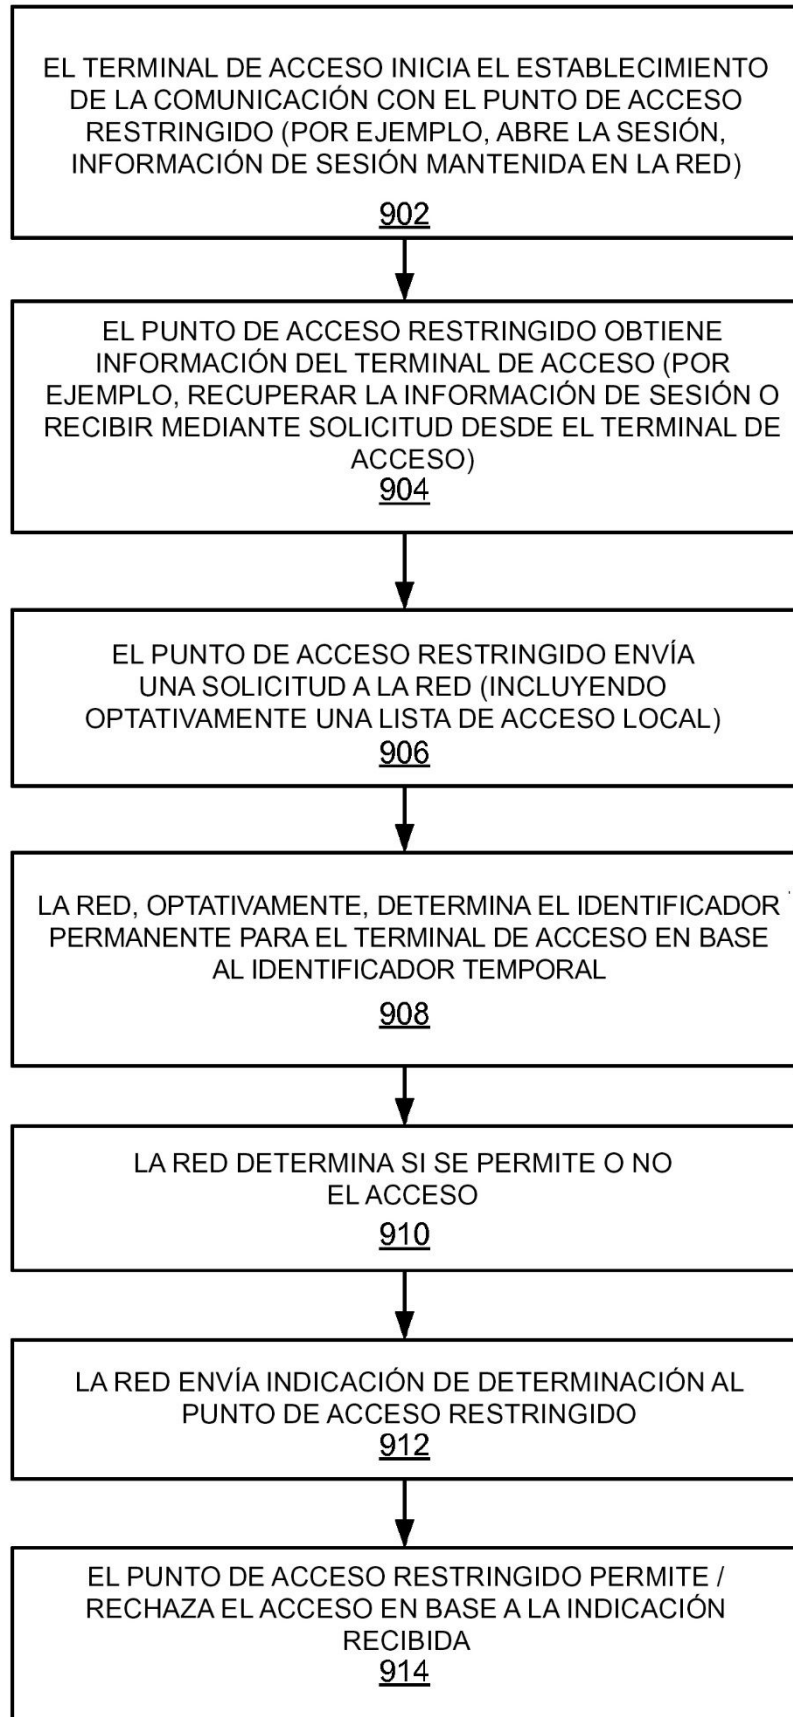 EL TERMINAL DE ACCESO INICIA EL ESTABLECIMIENTO
DE LA COMUNICACIÓN CON EL PUNTO DE ACCESO
RESTRINGIDO (POR EJEMPLO, ABRE LA SESIÓN,
INFORMACIÓN DE SESIÓN MANTENIDA EN LA RED)
902
EL PUNTO DE ACCESO RESTRINGIDO OBTIENE
INFORMACIÓN DEL TERMINAL DE ACCESO (POR
EJEMPLO, RECUPERAR LA INFORMACIÓN DE SESIÓN O
RECIBIR MEDIANTE SOLICITUD DESDE EL TERMINAL DE
ACCESO)
904
EL PUNTO DE ACCESO RESTRINGIDO ENVÍA
UNA SOLICITUD A LA RED (INCLUYENDO
OPTATIVAMENTE UNA LISTA DE ACCESO LOCAL)
906
LA RED, OPTATIVAMENTE, DETERMINA EL IDENTIFICADOR
PERMANENTE PARA EL TERMINAL DE ACCESO EN BASE
AL IDENTIFICADOR TEMPORAL
908
LA RED DETERMINA SI SE PERMITE O NO
EL ACCESO
910
LA RED ENVÍA INDICACIÓN DE DETERMINACIÓN AL
PUNTO DE ACCESO RESTRINGIDO
912
EL PUNTO DE ACCESO RESTRINGIDO PERMITE /
RECHAZA EL ACCESO EN BASE A LA INDICACIÓN
RECIBIDA
914